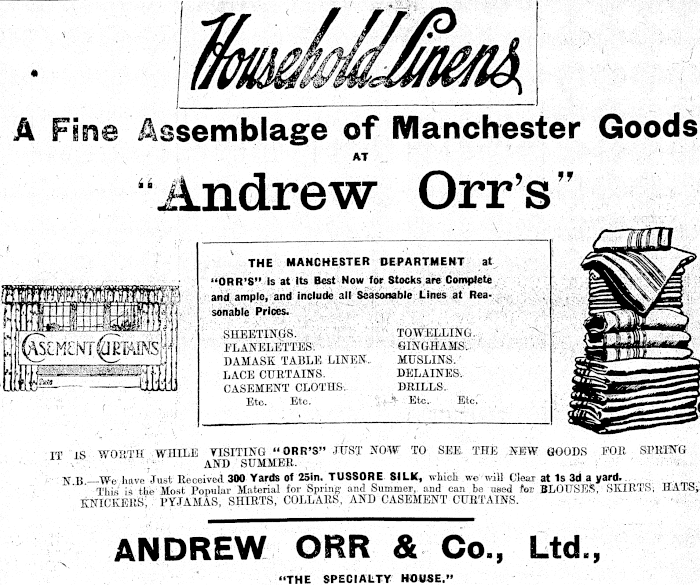 Household Linens
A Fine Assemblage of Manchester Goods
AT
"Andrew Orr's"
THE MANCHESTER DEPARTMENT at
"ORR'S" is at its Best Now for Stocks are Complete
and ample, and include all Seasonable Lines at Rea-
sonable Prices.
SHEETINGS.
FLANELETTES.
DAMASK TABLE LINEN.
LACE CURTAINS.
CASEMENT CLOTHS.
Etc. Etc.
TOWELLING.
GINGHAMS.
MUSLINS.
DELAINES.
DRILLS.
Etc. Etc.
CASEMENT CURTAINS
IT IS WORTH WHILE VISITING "ORR'S" JUST NOW TO SEE THE NEW GOODS FOR SPRING
AND SUMMER.
N.B.—We have Just Received 300 Yards of 25in. TUSSORE SILK, which we will Clear at 1s 3d a yard.
This is the Most Popular Material for Spring and Summer, and can be used for BLOUSES, SKIRTS, HATS,
KNICKERS, PYJAMAS, SHIRTS, COLLARS, AND CASEMENT CURTAINS.
ANDREW ORR & Co., Ltd.,
"THE SPECIALTY HOUSE."